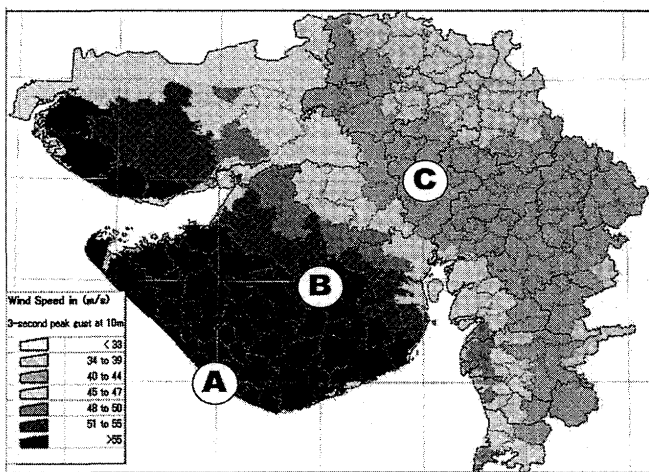 C
B
A
Wind Speed in (m/s)
3-second peak gust at 10m
< 33
34 to 39
40 to 44
45 to 47
48 to 50
51 to 55
>55